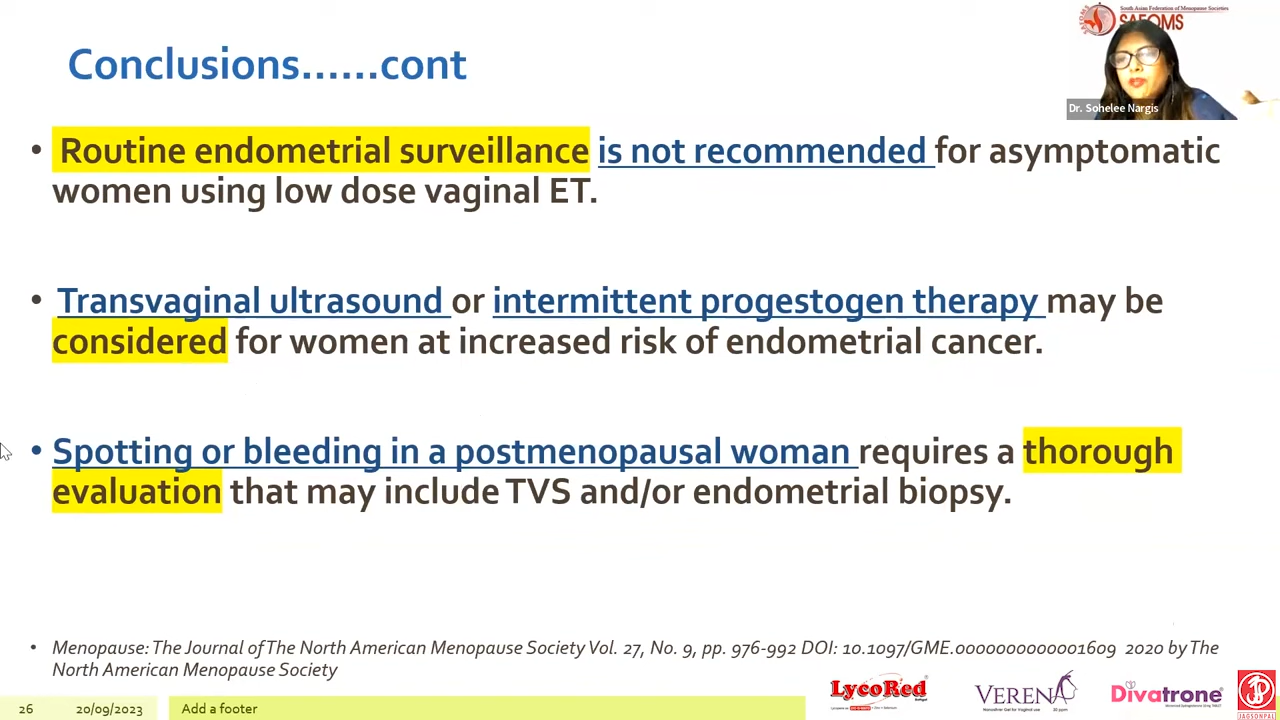 South Asian Federation of Menopause Societies
SAFOMS
Dr. Sohelee Nargis
Conclusions......cont
• Routine endometrial surveillance is not recommended for asymptomatic
women using low dose vaginal ET.
• Transvaginal ultrasound or intermittent progestogen therapy may be
considered for women at increased risk of endometrial cancer.
• Spotting or bleeding in a postmenopausal woman requires a thorough
evaluation that may include TVS and/or endometrial biopsy.
• Menopause: The Journal of The North American Menopause Society Vol. 27, No. 9, pp. 976-992 DOI: 10.1097/GME.0000000000001609 2020 by The
North American Menopause Society
LycoRed
VERENA
Divatrone
JAGSONPAL
26 20/09/2023 Add a footer